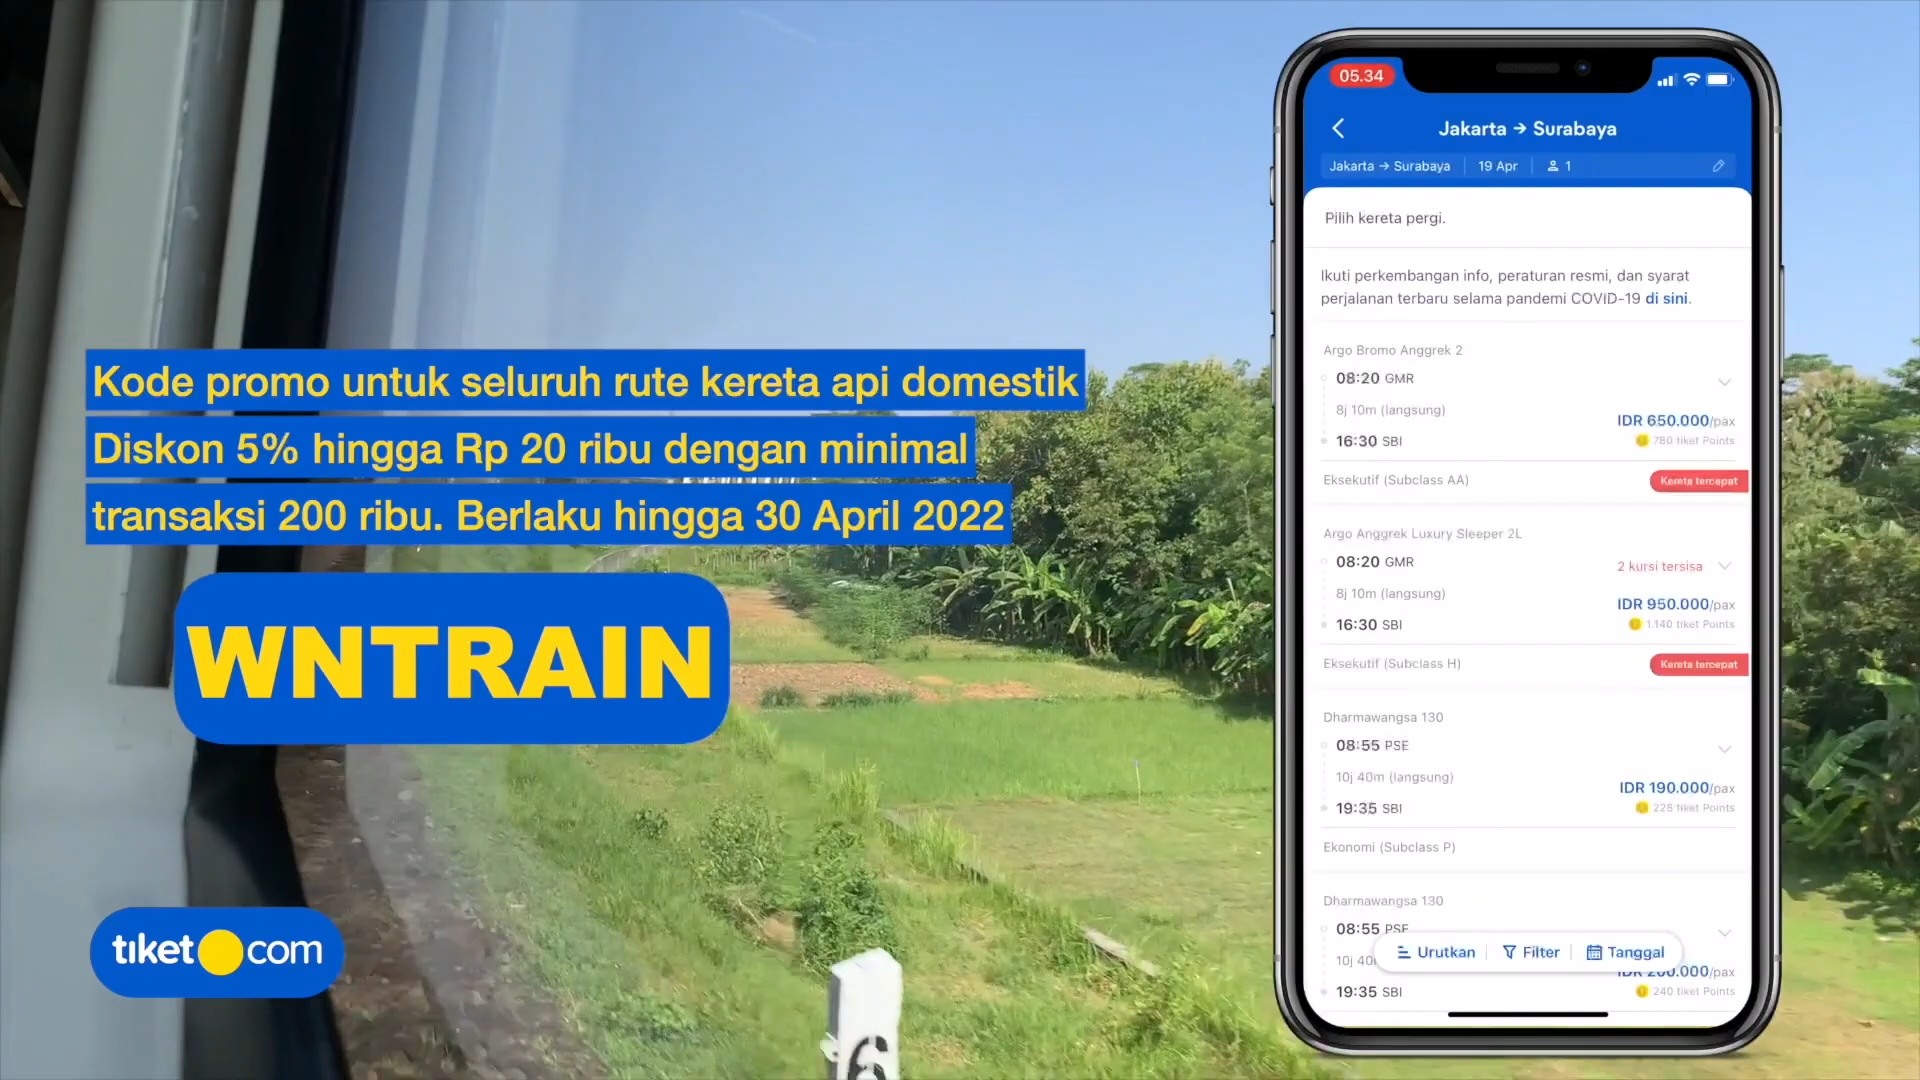 Kode promo untuk seluruh rute kereta api domestik
Diskon 5% hingga Rp 20 ribu dengan minimal
transaksi 200 ribu. Berlaku hingga 30 April 2022
WNTRAIN
tiket.com
6
05.34
Jakarta → Surabaya
Jakarta → Surabaya 19 Apr 1
Pilih kereta pergi.
Ikuti perkembangan info, peraturan resmi, dan syarat
perjalanan terbaru selama pandemi COVID-19 di sini.
Argo Bromo Anggrek 2
08:20 GMR
8j 10m (langsung)
IDR 650.000/pax
780 tiket Points
16:30 SBI
Eksekutif (Subclass AA)
Kereta tercepat
Argo Anggrek Luxury Sleeper 2L
08:20 GMR
2 kursi tersisa
8j 10m (langsung)
IDR 950.000/pax
1.140 tiket Points
16:30 SBI
Eksekutif (Subclass H)
Kereta tercepat
Dharmawangsa 130
08:55 PSE
10j 40m (langsung)
IDR 190.000/pax
228 tiket Points
19:35 SBI
Ekonomi (Subclass P)
Dharmawangsa 130
08:55 PSE
Urutkan Filter Tanggal
10j 40
IDR 200.000/pax
240 tiket Points
19:35 SBI